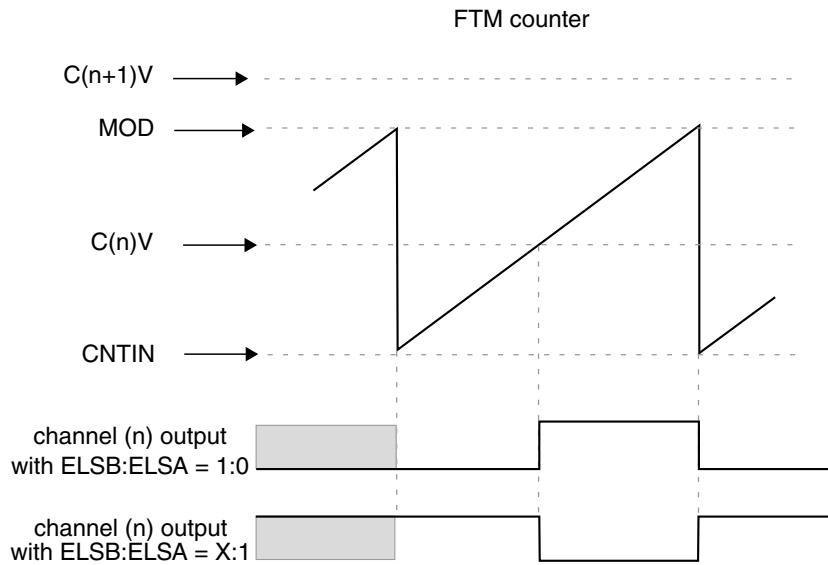 FTM counter
C(n+1)V
MOD
C(n)V
CNTIN
channel (n) output
with ELSB:ELSA = 1:0
channel (n) output
with ELSB:ELSA = X:1